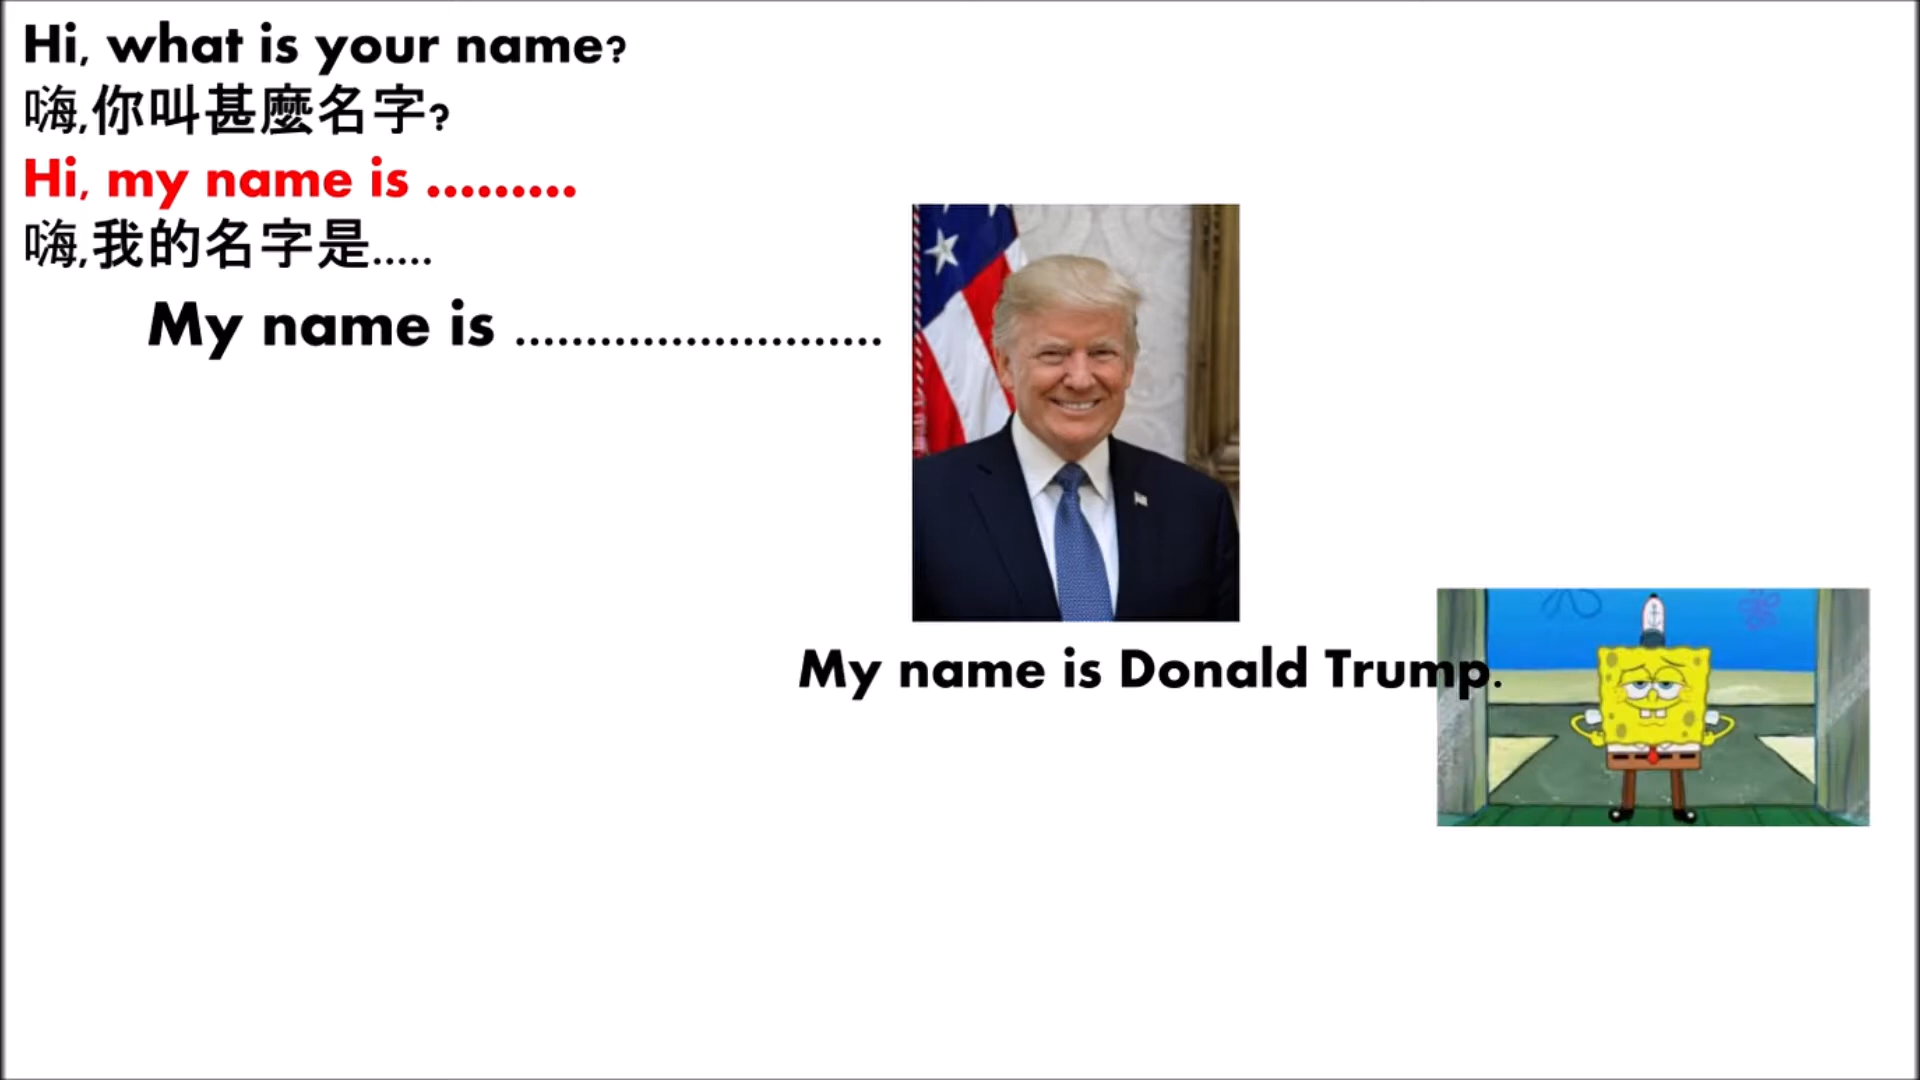 Hi, what is your name?
嗨,你叫甚麼名字?
Hi, my name is .........
嗨,我的名字是.....
My name is ..........................
My name is Donald Trump.